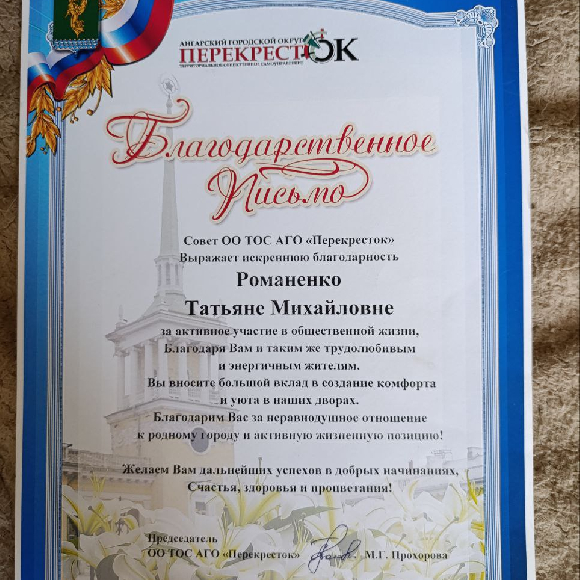 АНГАРСКИЙ ГОРОДСКОЙ ОКРУГ
ПЕРЕКРЕСТОК
ТЕРРИТОРИАЛЬНОЕ ОБЩЕСТВЕННОЕ САМОУПРАВЛЕНИЕ
Благодарственное
Письмо
Совет ОО ТОС АГО «Перекресток»
Выражает искреннюю благодарность
Романенко
Татьяне Михайловне
за активное участие в общественной жизни,
Благодаря Вам и таким же трудолюбивым
и энергичным жителям.
Вы вносите большой вклад в создание комфорта
и уюта в наших дворах.
Благодарим Вас за неравнодушное отношение
к родному городу и активную жизненную позицию!
Желаем Вам дальнейших успехов в добрых начинаниях,
Счастья, здоровья и процветания!
Председатель
ОО ТОС АГО «Перекресток» М.Г. Прохорова